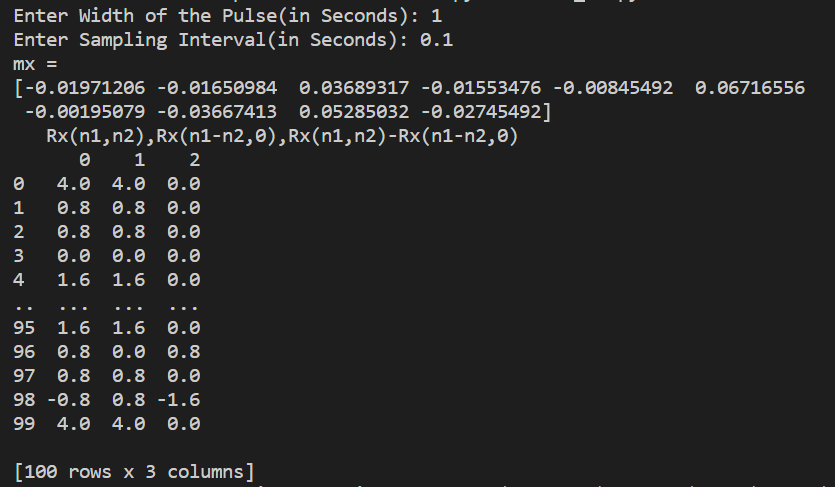 Enter Width of the Pulse(in Seconds): 1
Enter Sampling Interval(in Seconds): 0.1
mx =
[-0.01971206 -0.01650984  0.03689317 -0.01553476 -0.00845492  0.06716556
 -0.00195079 -0.03667413  0.05285032 -0.02745492]
   Rx(n1,n2),Rx(n1-n2,0),Rx(n1,n2)-Rx(n1-n2,0)
      0    1    2
0   4.0  4.0  0.0
1   0.8  0.8  0.0
2   0.8  0.8  0.0
3   0.0  0.0  0.0
4   1.6  1.6  0.0
..  ...  ...  ...
95  1.6  1.6  0.0
96  0.8  0.0  0.8
97  0.8  0.8  0.0
98 -0.8  0.8 -1.6
99  4.0  4.0  0.0
[100 rows x 3 columns]